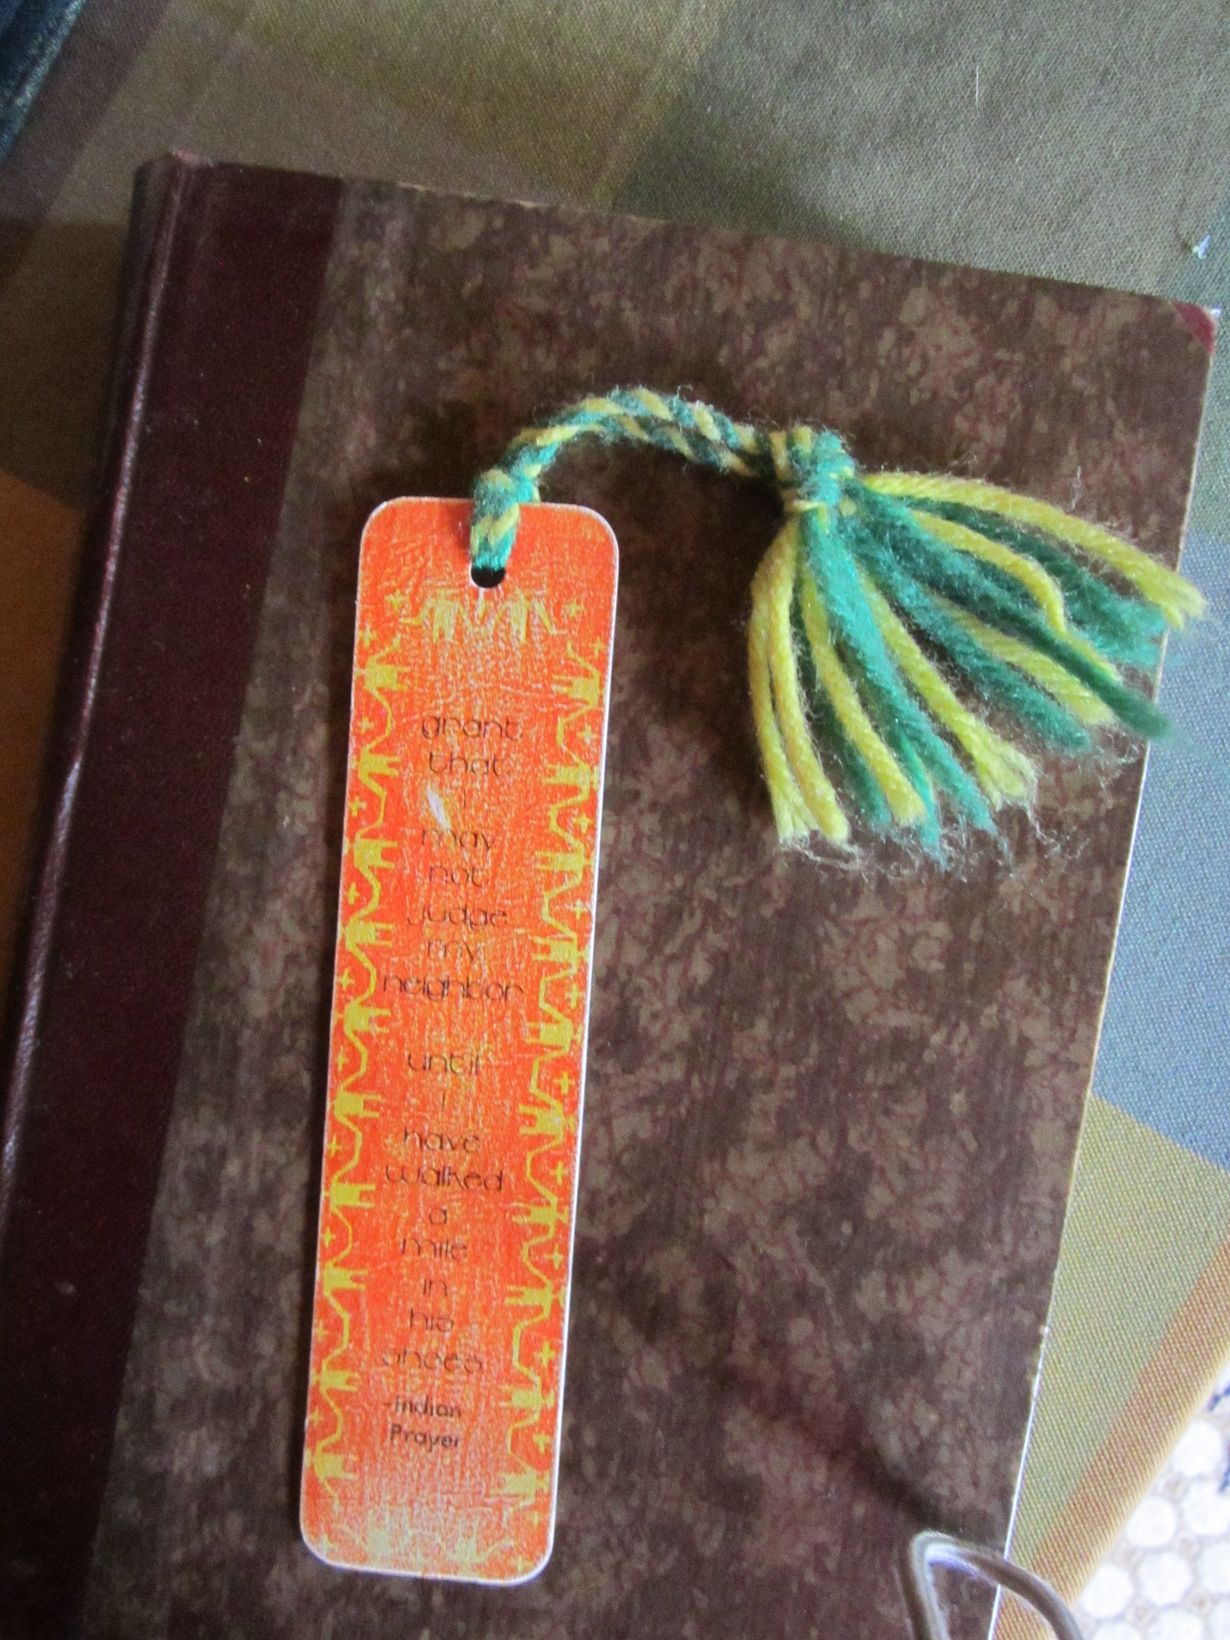 grant
that
I
may
not
judge
my
neighbor
until
I
have
walked
a
mile
in
his
shoes
-Indian
Prayer